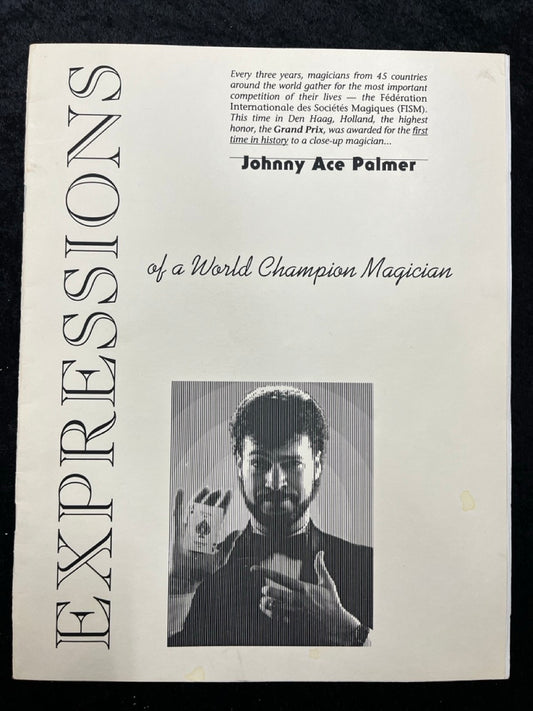 EXPRESSIONS
Every three years, magicians from 45 countries
around the world gather for the most important
competition of their lives — the Fédération
Internationale des Sociétés Magiques (FISM).
This time in Den Haag, Holland, the highest
honor, the Grand Prix, was awarded for the first
time in history to a close-up magician...
Johnny Ace Palmer
of a World Champion Magician